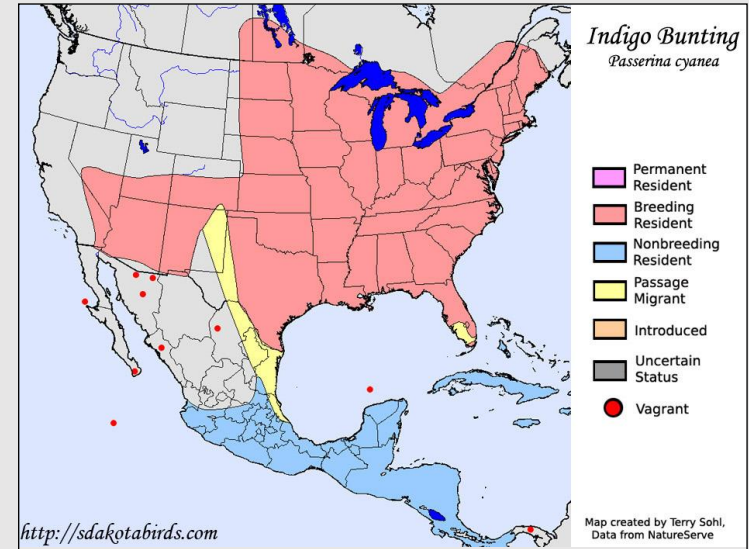 Indigo Bunting
Passerina cyanea
Permanent
Resident
Breeding
Resident
Nonbreeding
Resident
Passage
Migrant
Introduced
Uncertain
Status
Vagrant
http://sdakotabirds.com
Map created by Terry Sohl,
Data from NatureServe